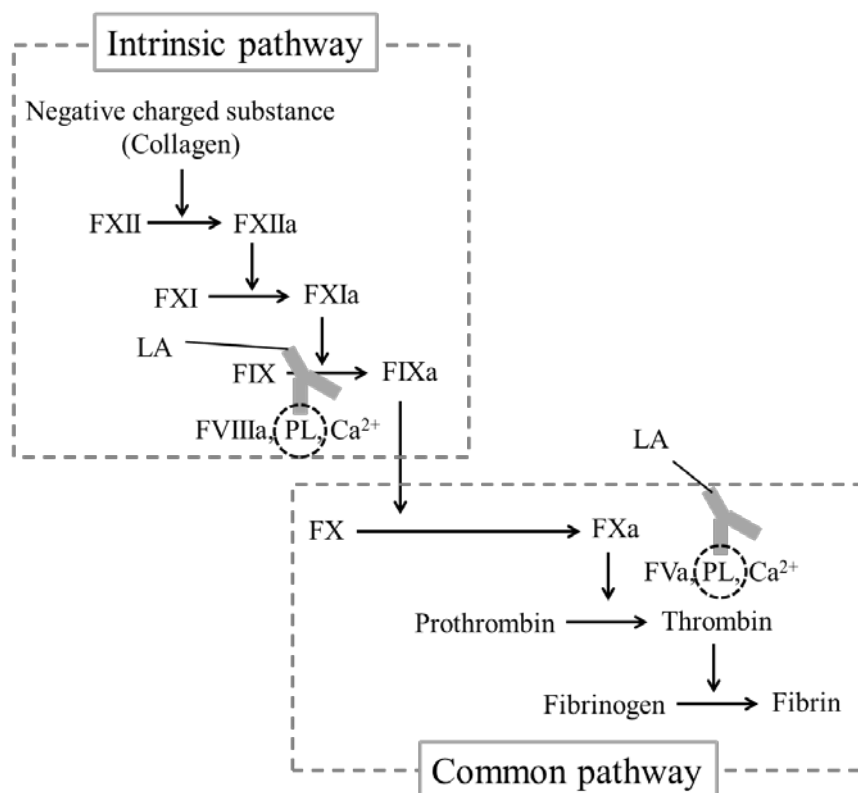 Intrinsic pathway
Negative charged substance
(Collagen)
FXII FXIIa
FXI FXIa
LA
FIX FIXa
FVIIIa, PL, Ca²⁺
LA
FX FXa
FVa, PL, Ca²⁺
Prothrombin Thrombin
Fibrinogen Fibrin
Common pathway